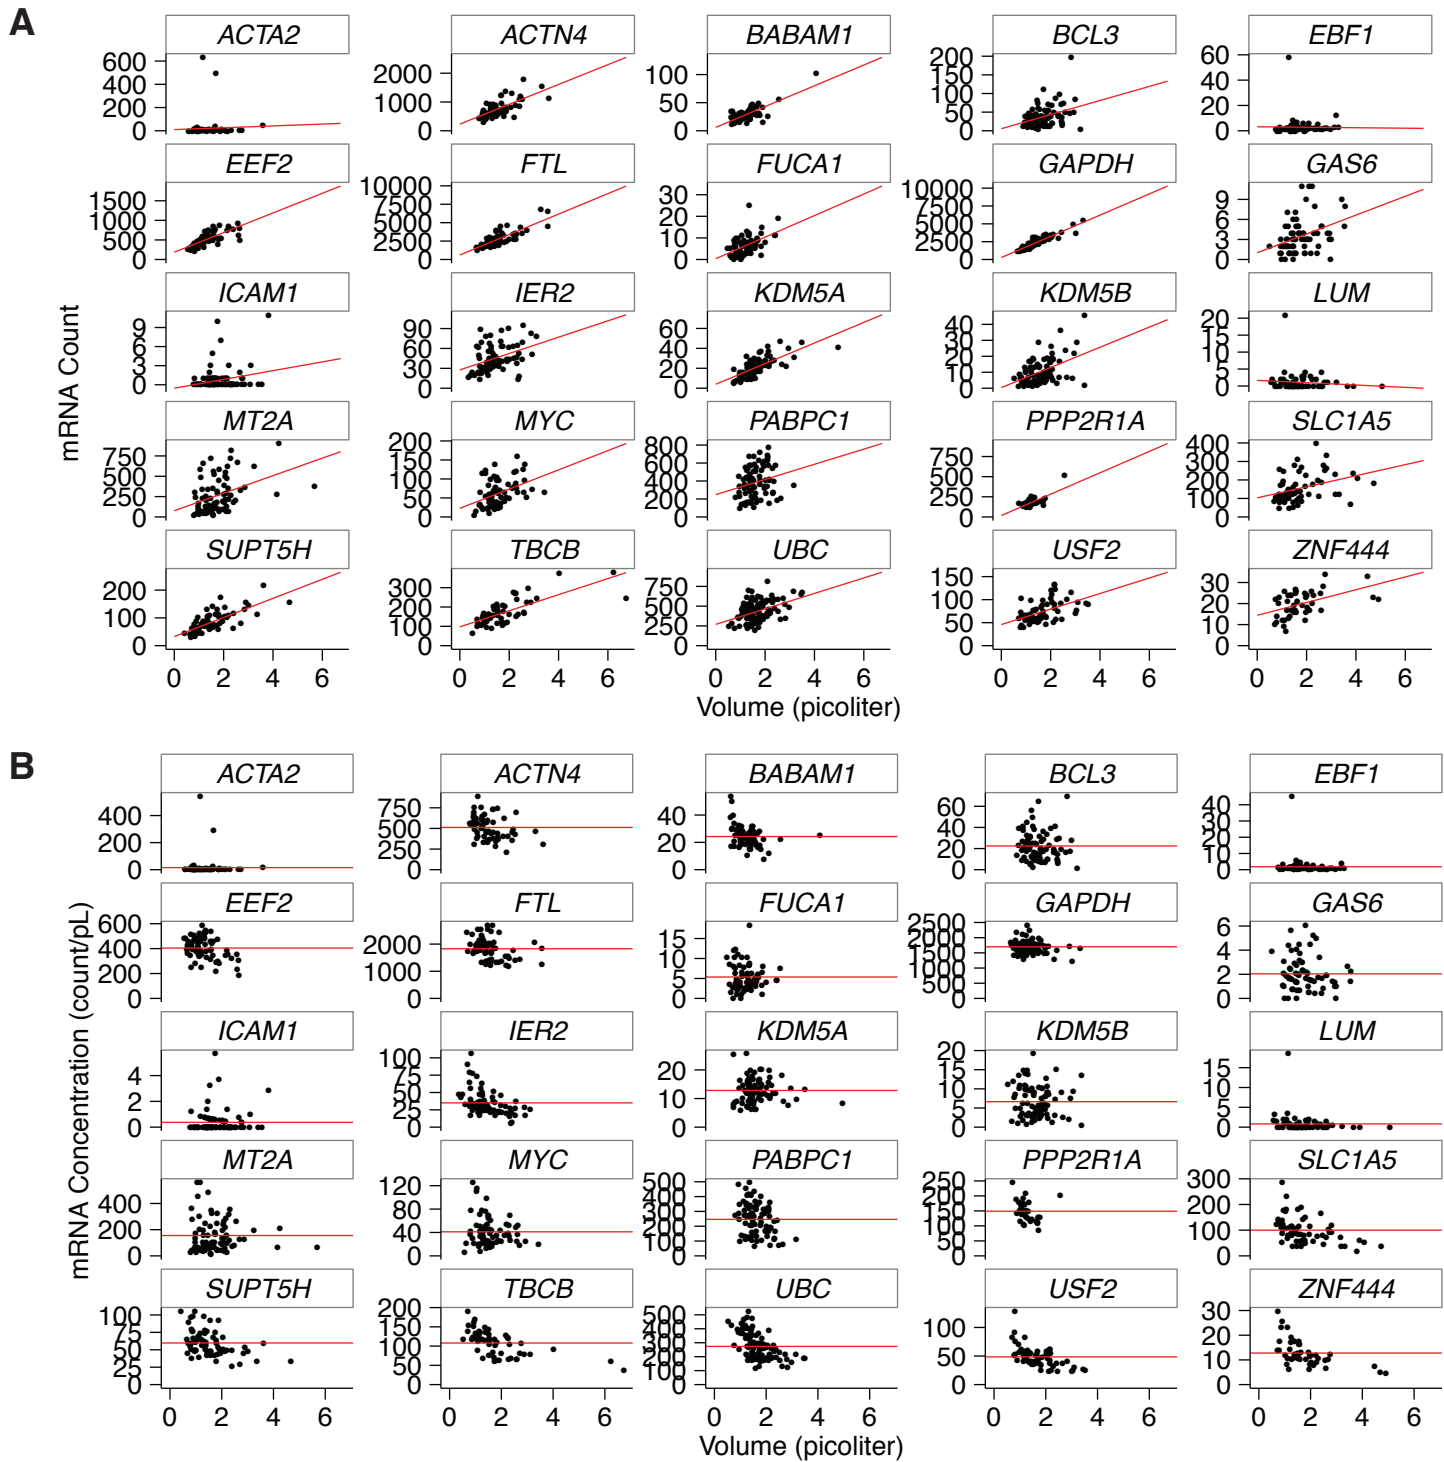 A
ACTA2 ACTN4 BABAM1 BCL3 EBF1
600 400 200 0
2000 1000 0
100 50 0
200 150 100 50 0
60 40 20 0
EEF2 FTL FUCA1 GAPDH GAS6
1500 1000 500 0
10000 7500 5000 2500 0
30 20 10 0
10000 7500 5000 2500 0
9 6 3 0
ICAM1 IER2 KDM5A KDM5B LUM
9 6 3 0
90 60 30 0
60 40 20 0
40 30 20 10 0
20 15 10 5 0
mRNA Count
MT2A MYC PABPC1 PPP2R1A SLC1A5
750 500 250 0
200 150 100 50 0
800 600 400 200 0
750 500 250 0
400 300 200 100 0
SUPT5H TBCB UBC USF2 ZNF444
200 100 0
300 200 100 0
750 500 250 0
150 100 50 0
30 20 10 0
0 2 4 6 0 2 4 6 0 2 4 6 0 2 4 6 0 2 4 6
Volume (picoliter)
B
ACTA2 ACTN4 BABAM1 BCL3 EBF1
400 200 0
750 500 250 0
40 20 0
60 40 20 0
40 30 20 10 0
EEF2 FTL FUCA1 GAPDH GAS6
600 400 200 0
2000 1000 0
15 10 5 0
2500 2000 1500 1000 500 0
6 4 2 0
ICAM1 IER2 KDM5A KDM5B LUM
4 2 0
100 75 50 25 0
20 10 0
20 15 10 5 0
15 10 5 0
mRNA Concentration (count/pL)
MT2A MYC PABPC1 PPP2R1A SLC1A5
400 200 0
120 80 40 0
500 400 300 200 100 0
250 200 150 100 50 0
300 200 100 0
SUPT5H TBCB UBC USF2 ZNF444
100 75 50 25 0
200 150 100 50 0
500 400 300 200 100 0
100 50 0
30 20 10 0
0 2 4 6 0 2 4 6 0 2 4 6 0 2 4 6 0 2 4 6
Volume (picoliter)